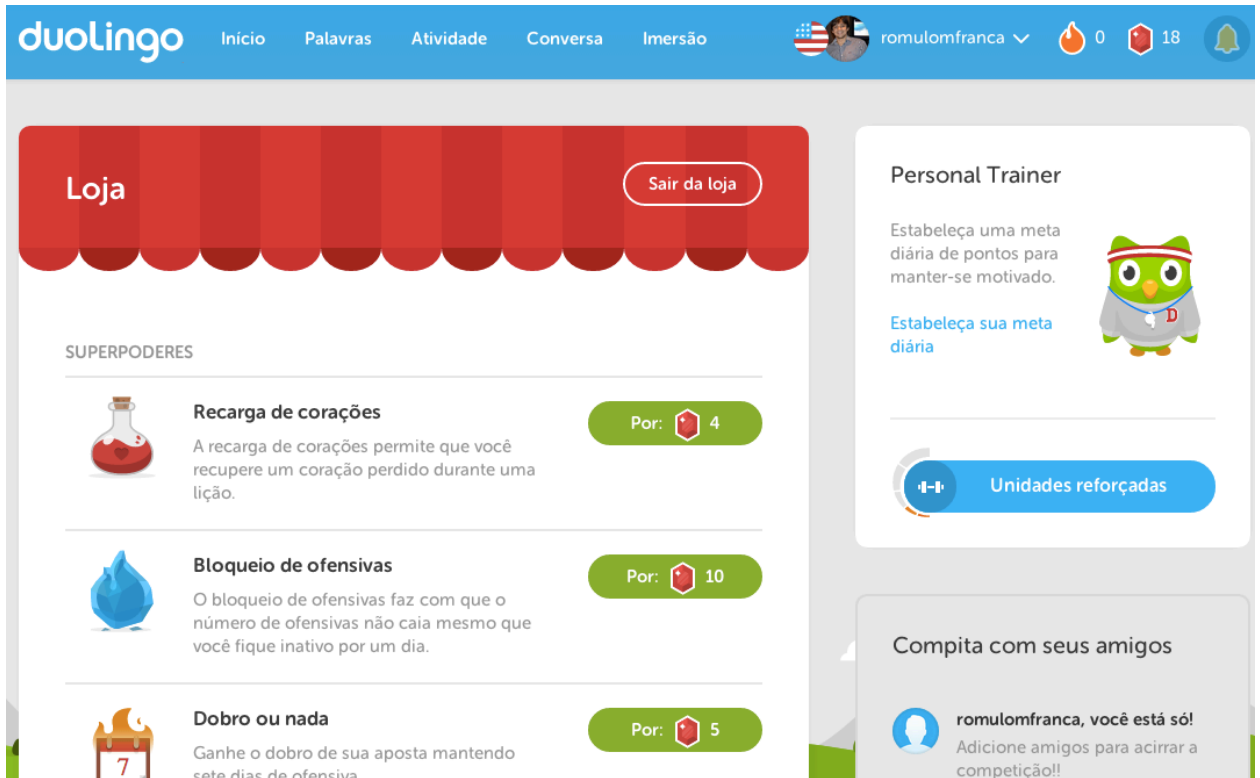 duolingo
Início
Palavras
Atividade
Conversa
Imersão
romulomfranca
0
18
Loja
Sair da loja
SUPERPODERES
Recarga de corações
Por: 4
A recarga de corações permite que você
recupere um coração perdido durante uma
lição.
Bloqueio de ofensivas
Por: 10
O bloqueio de ofensivas faz com que o
número de ofensivas não caia mesmo que
você fique inativo por um dia.
7
Dobro ou nada
Por: 5
Ganhe o dobro de sua aposta mantendo
sete dias de ofensiva
Personal Trainer
Estabeleça uma meta
diária de pontos para
manter-se motivado.
D
Estabeleça sua meta
diária
Unidades reforçadas
Compita com seus amigos
romulomfranca, você está só!
Adicione amigos para acirrar a
competição!!